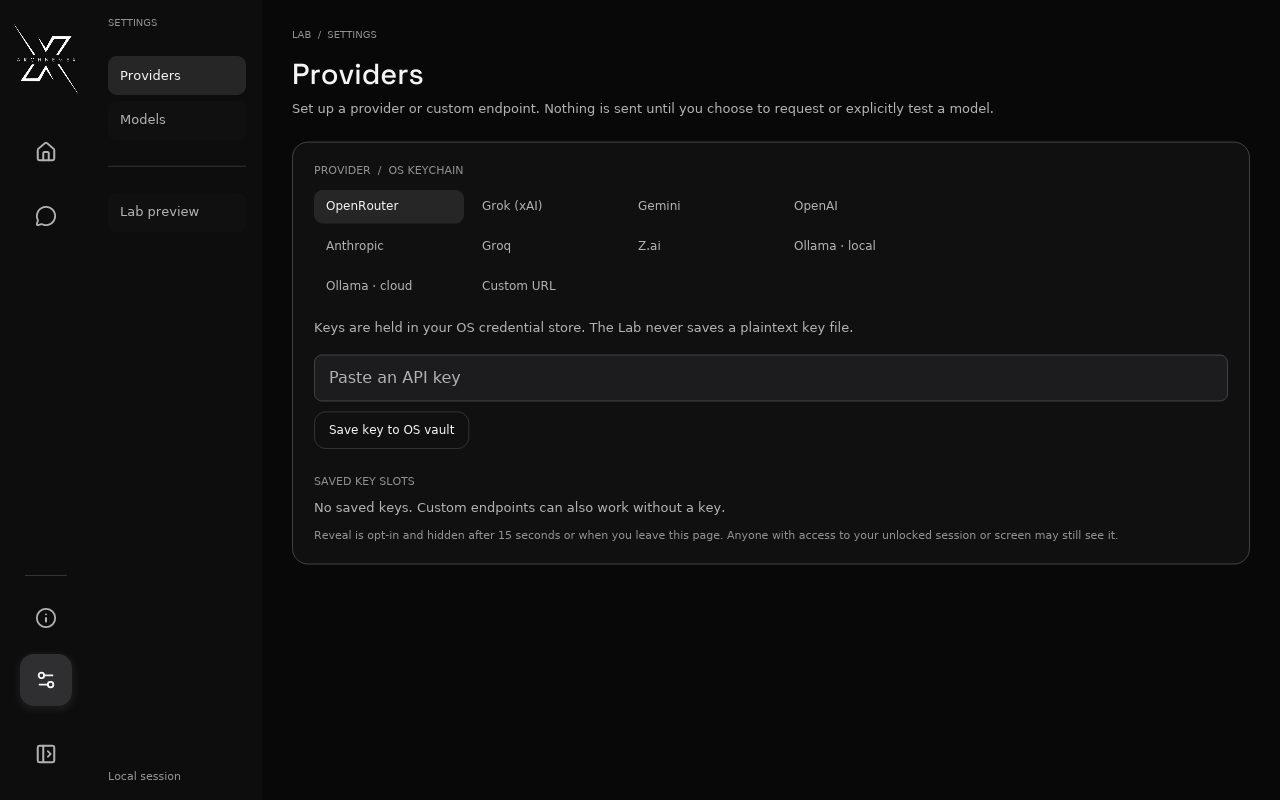 ARCHNEMEX
SETTINGS
Providers
Models
Lab preview
Local session
LAB / SETTINGS
Providers
Set up a provider or custom endpoint. Nothing is sent until you choose to request or explicitly test a model.
PROVIDER / OS KEYCHAIN
OpenRouter
Grok (xAI)
Gemini
OpenAI
Anthropic
Groq
Z.ai
Ollama · local
Ollama · cloud
Custom URL
Keys are held in your OS credential store. The Lab never saves a plaintext key file.
Paste an API key
Save key to OS vault
SAVED KEY SLOTS
No saved keys. Custom endpoints can also work without a key.
Reveal is opt-in and hidden after 15 seconds or when you leave this page. Anyone with access to your unlocked session or screen may still see it.